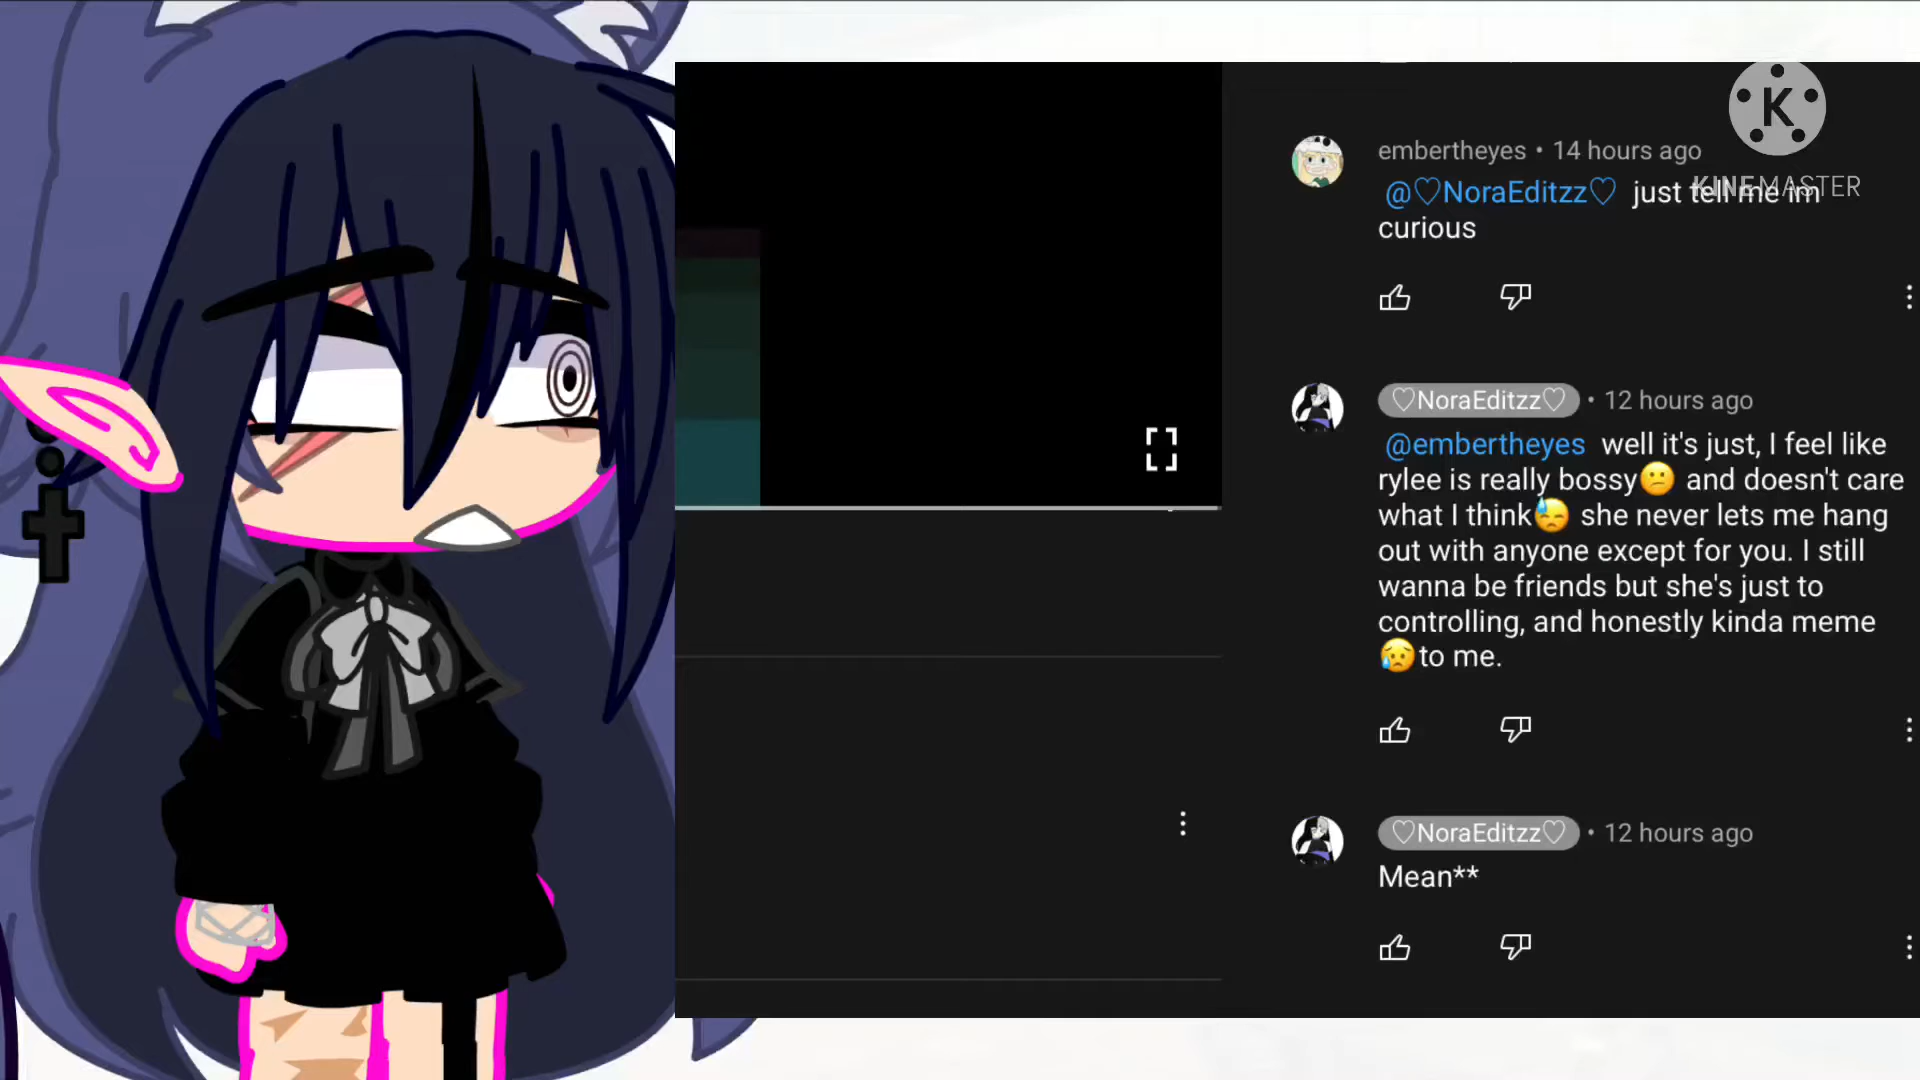 K
KINEMASTER
embertheyes • 14 hours ago
@♡NoraEditzz♡ just tell me im
curious
♡NoraEditzz♡ • 12 hours ago
@embertheyes well it's just, I feel like
rylee is really bossy😕 and doesn't care
what I think😓 she never lets me hang
out with anyone except for you. I still
wanna be friends but she's just to
controlling, and honestly kinda meme
😥to me.
♡NoraEditzz♡ • 12 hours ago
Mean**